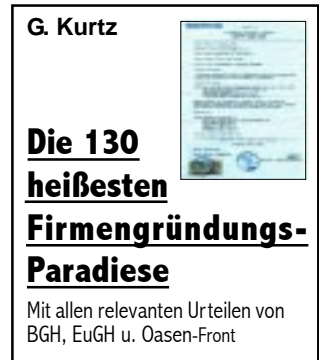 G. Kurtz
Die 130
heißesten
Firmengründungs-
Paradiese
Mit allen relevanten Urteilen von
BGH, EuGH u. Oasen-Front